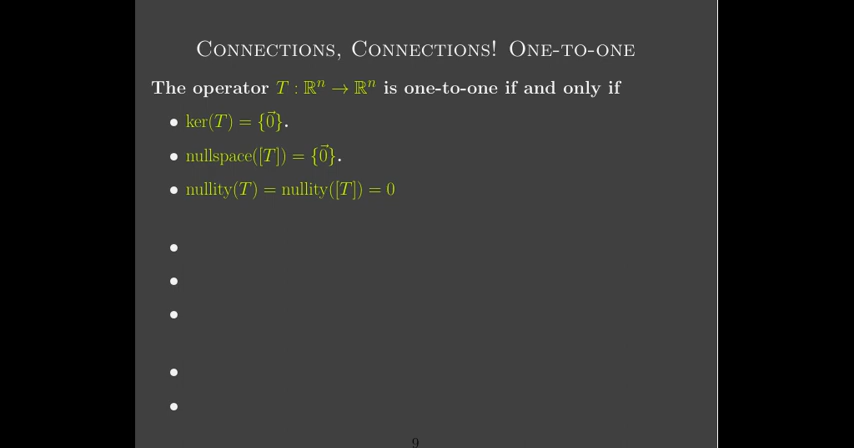 Connections, Connections! One-to-one
The operator T : ℝⁿ → ℝⁿ is one-to-one if and only if
• ker(T) = {0⃗}.
• nullspace([T]) = {0⃗}.
• nullity(T) = nullity([T]) = 0
•
•
•
•
•
9